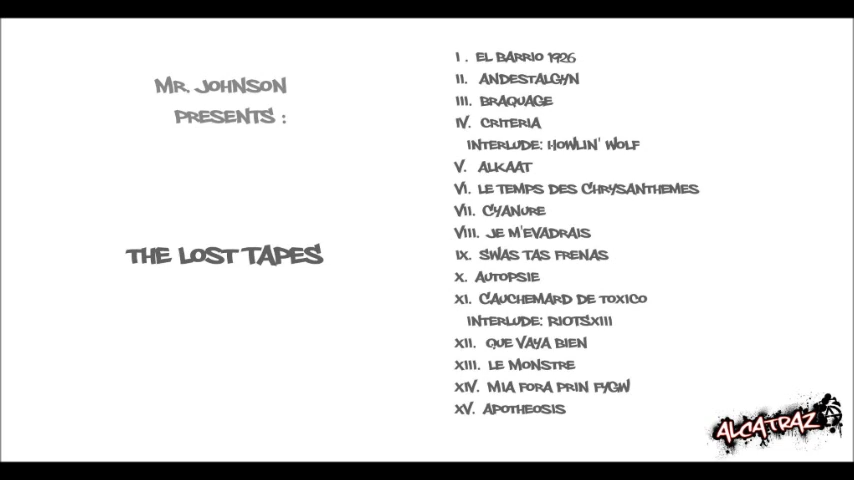 MR. JOHNSON
PRESENTS :
THE LOST TAPES
I . EL BARRIO 1926
II. ANDESTALGYN
III. BRAQUAGE
IV. CRITERIA
INTERLUDE: HOWLIN' WOLF
V. ALKAAT
VI. LE TEMPS DES CHRYSANTHEMES
VII. CYANURE
VIII. JE M'EVADRAIS
IX. SWAS TAS FRENAS
X. AUTOPSIE
XI. CAUCHEMARD DE TOXICO
INTERLUDE: RIOTSXIII
XII. QUE VAYA BIEN
XIII. LE MONSTRE
XIV. MIA FORA PRIN FYGW
XV. APOTHEOSIS
ALCATRAZ